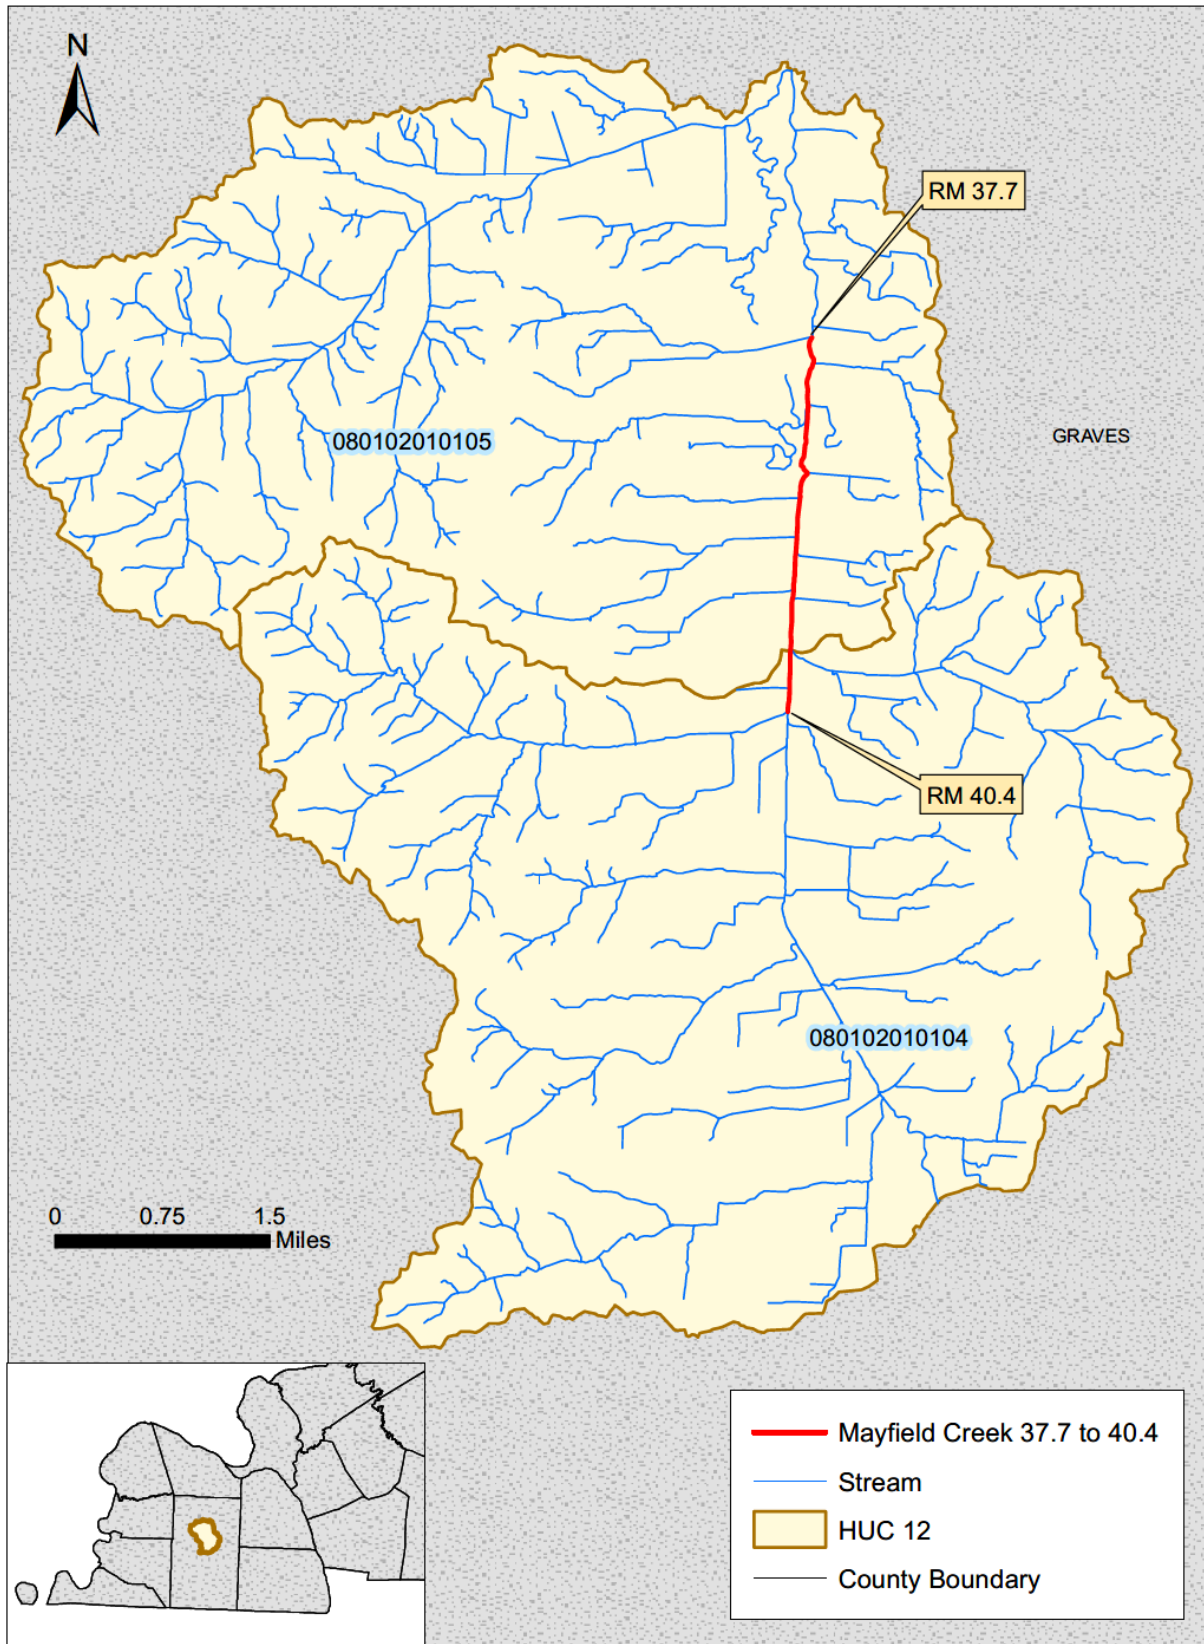 N
RM 37.7
080102010105
GRAVES
RM 40.4
080102010104
0 0.75 1.5
Miles
Mayfield Creek 37.7 to 40.4
Stream
HUC 12
County Boundary